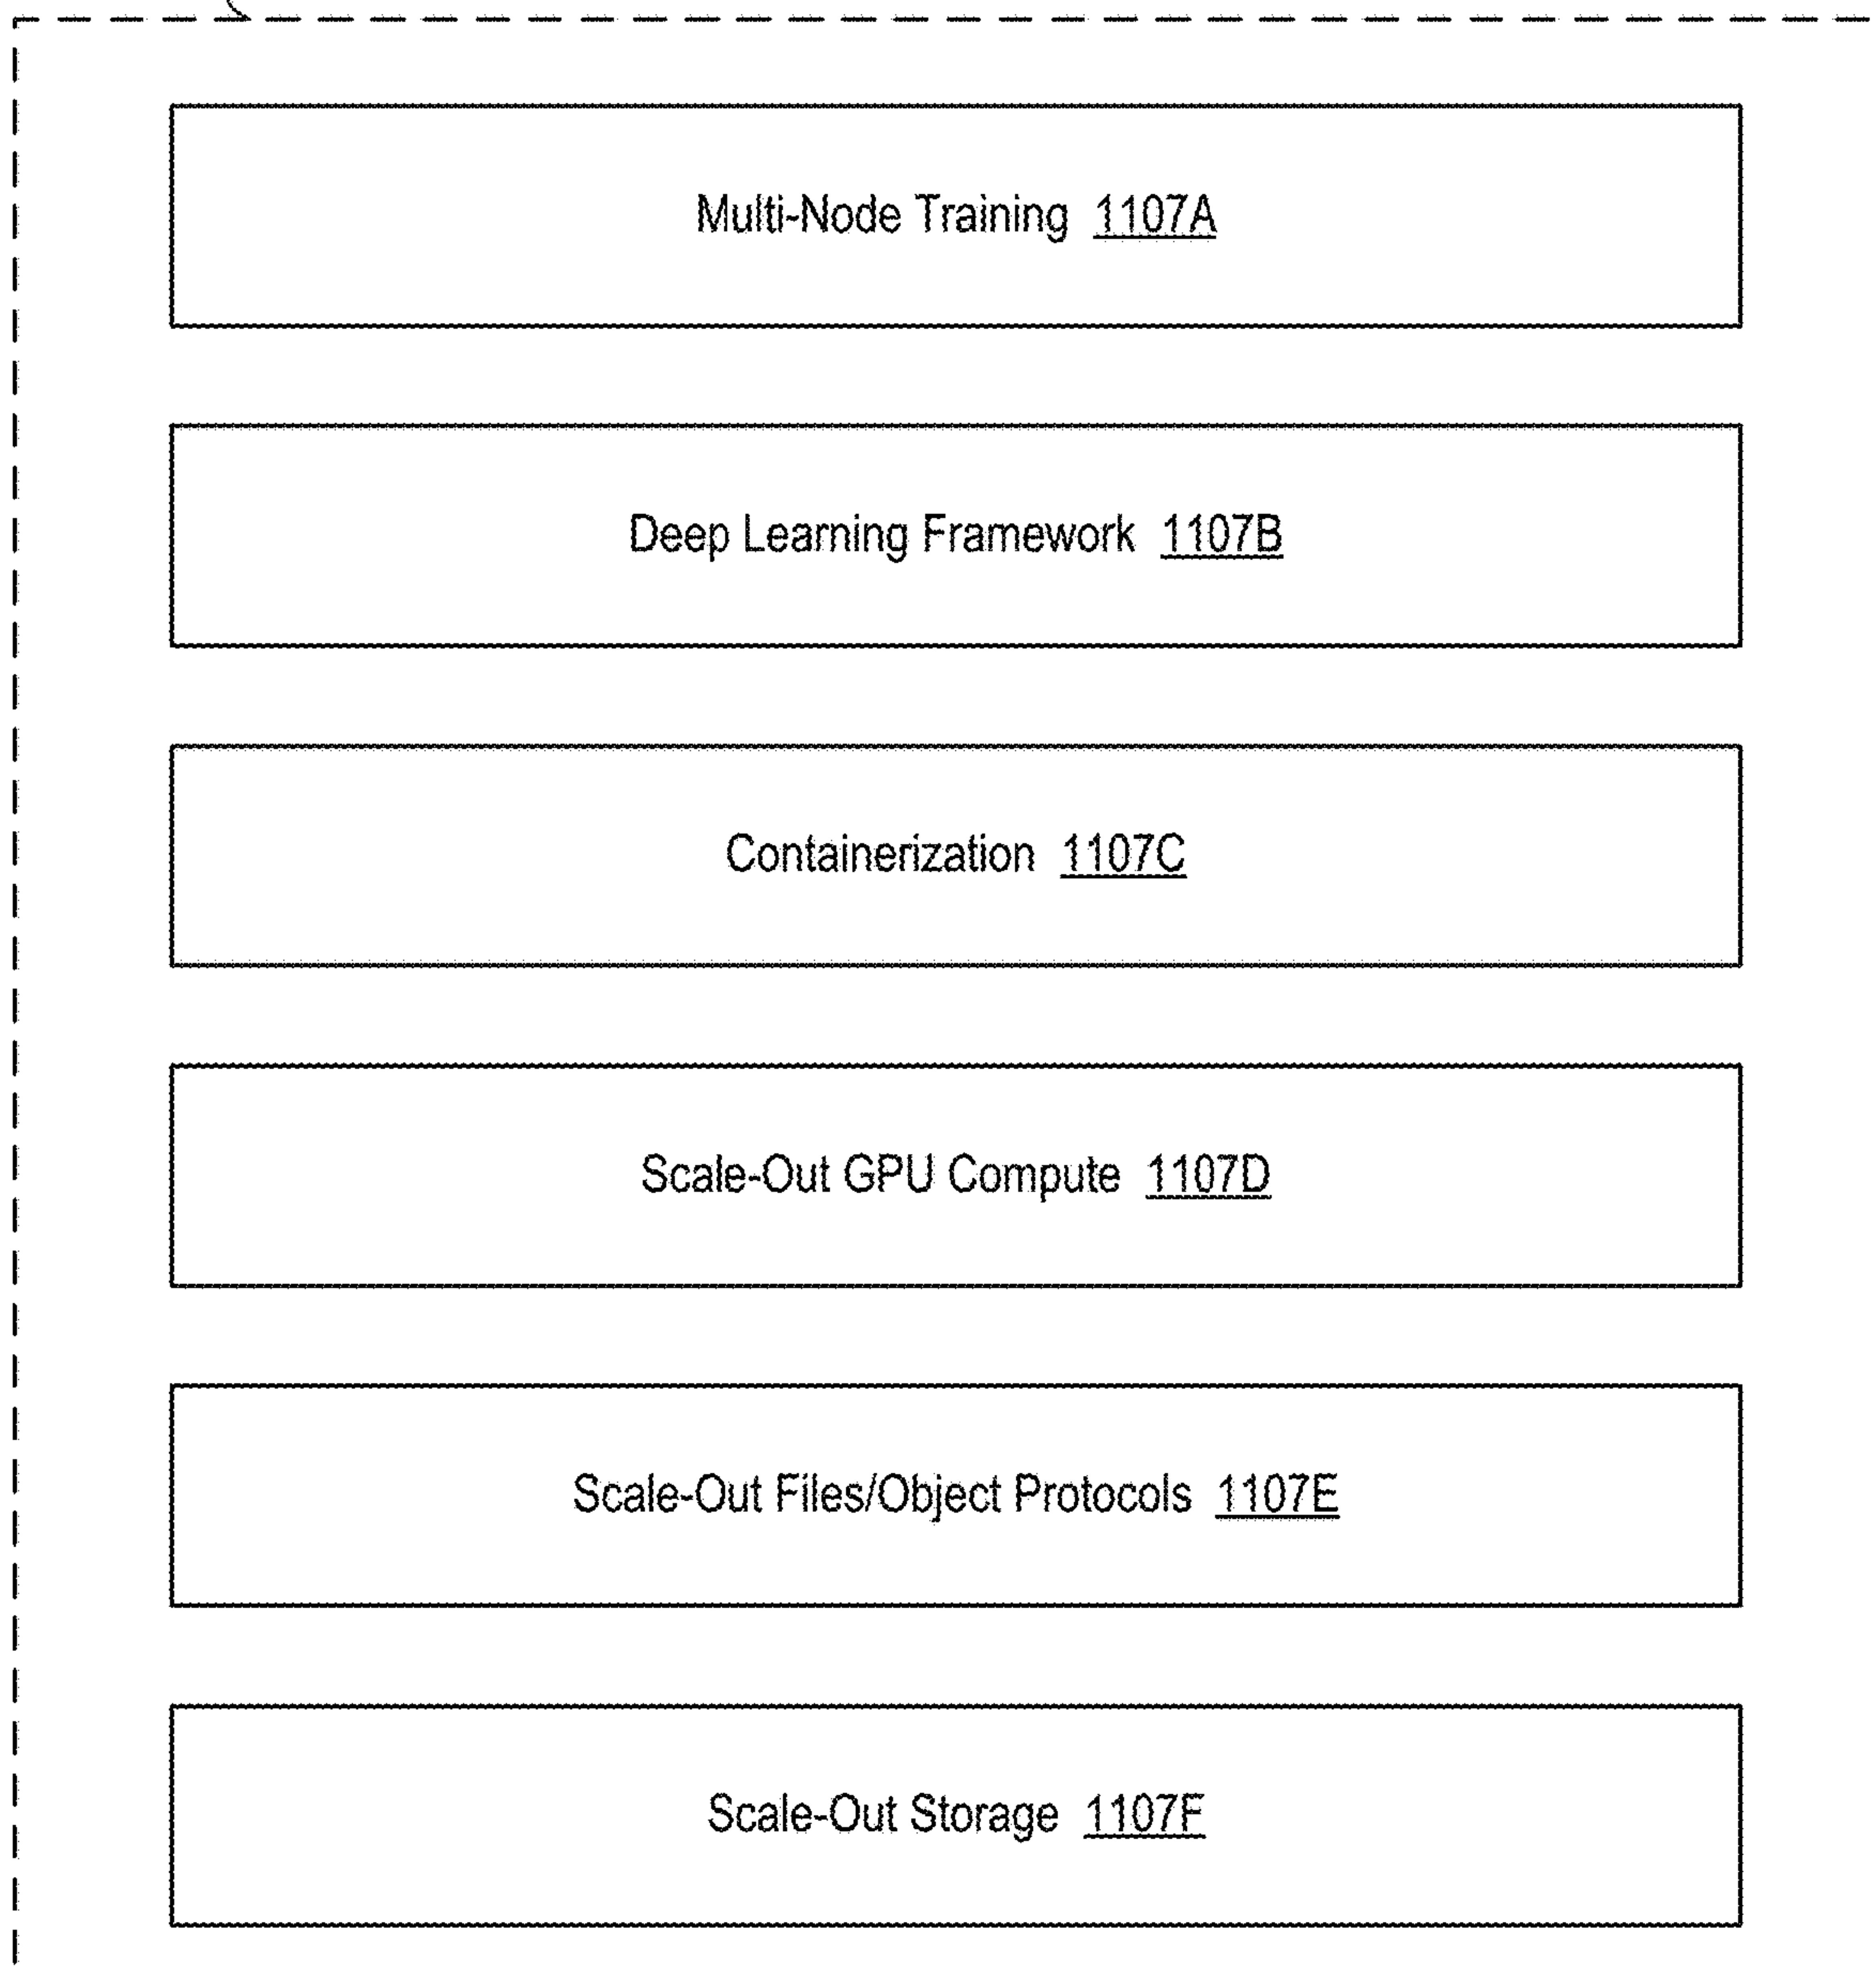 Multi-Node Training 1107A
Deep Learning Framework 1107B
Containerization 1107C
Scale-Out GPU Compute 1107D
Scale-Out Files/Object Protocols 1107E
Scale-Out Storage 1107F